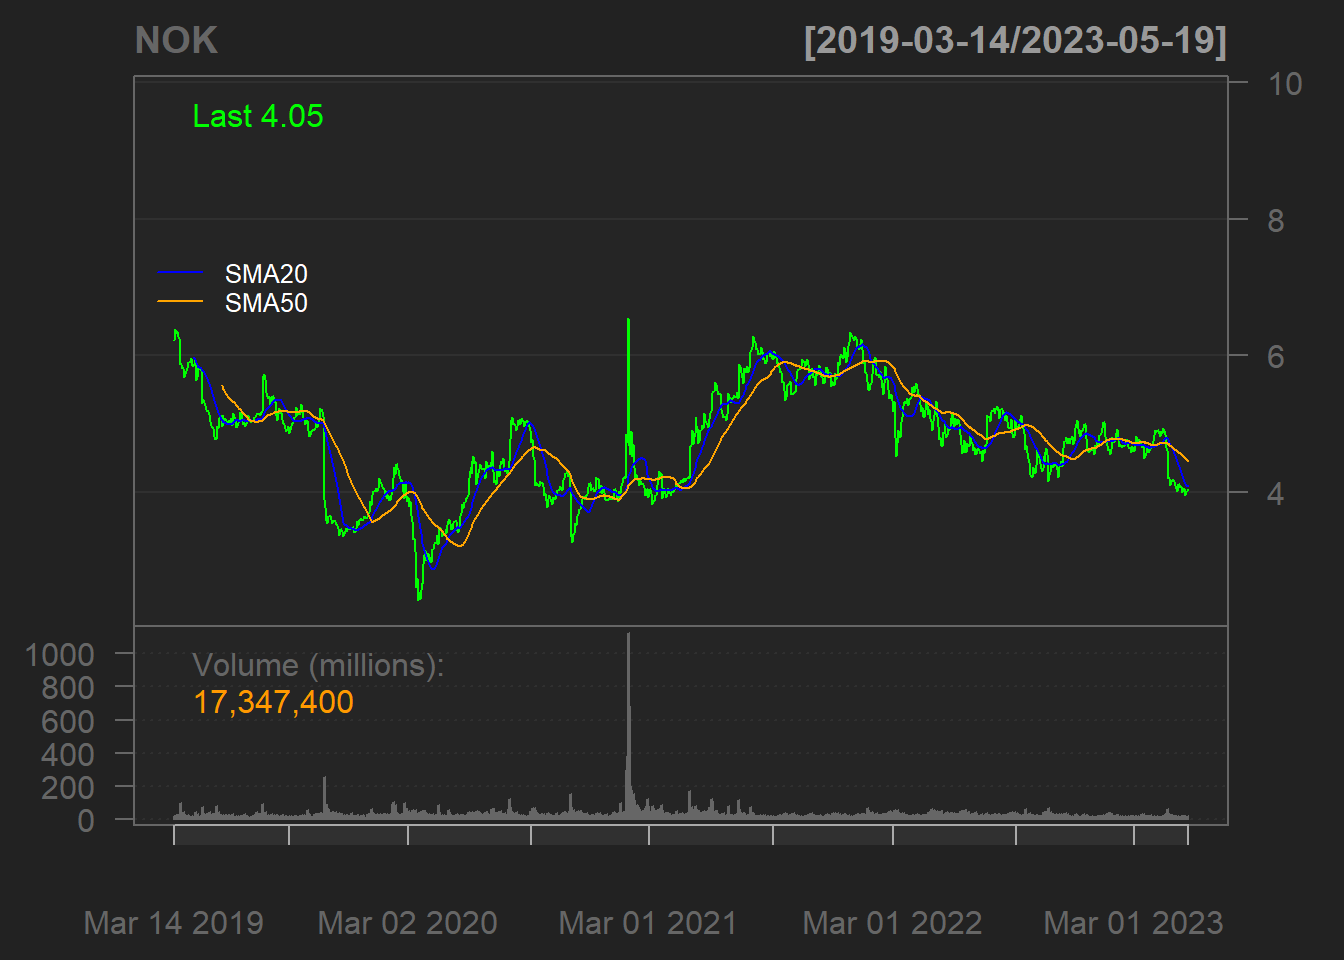 NOK
[2019-03-14/2023-05-19]
Last 4.05
SMA20
SMA50
10
8
6
4
Volume (millions):
17,347,400
1000
800
600
400
200
0
Mar 14 2019
Mar 02 2020
Mar 01 2021
Mar 01 2022
Mar 01 2023